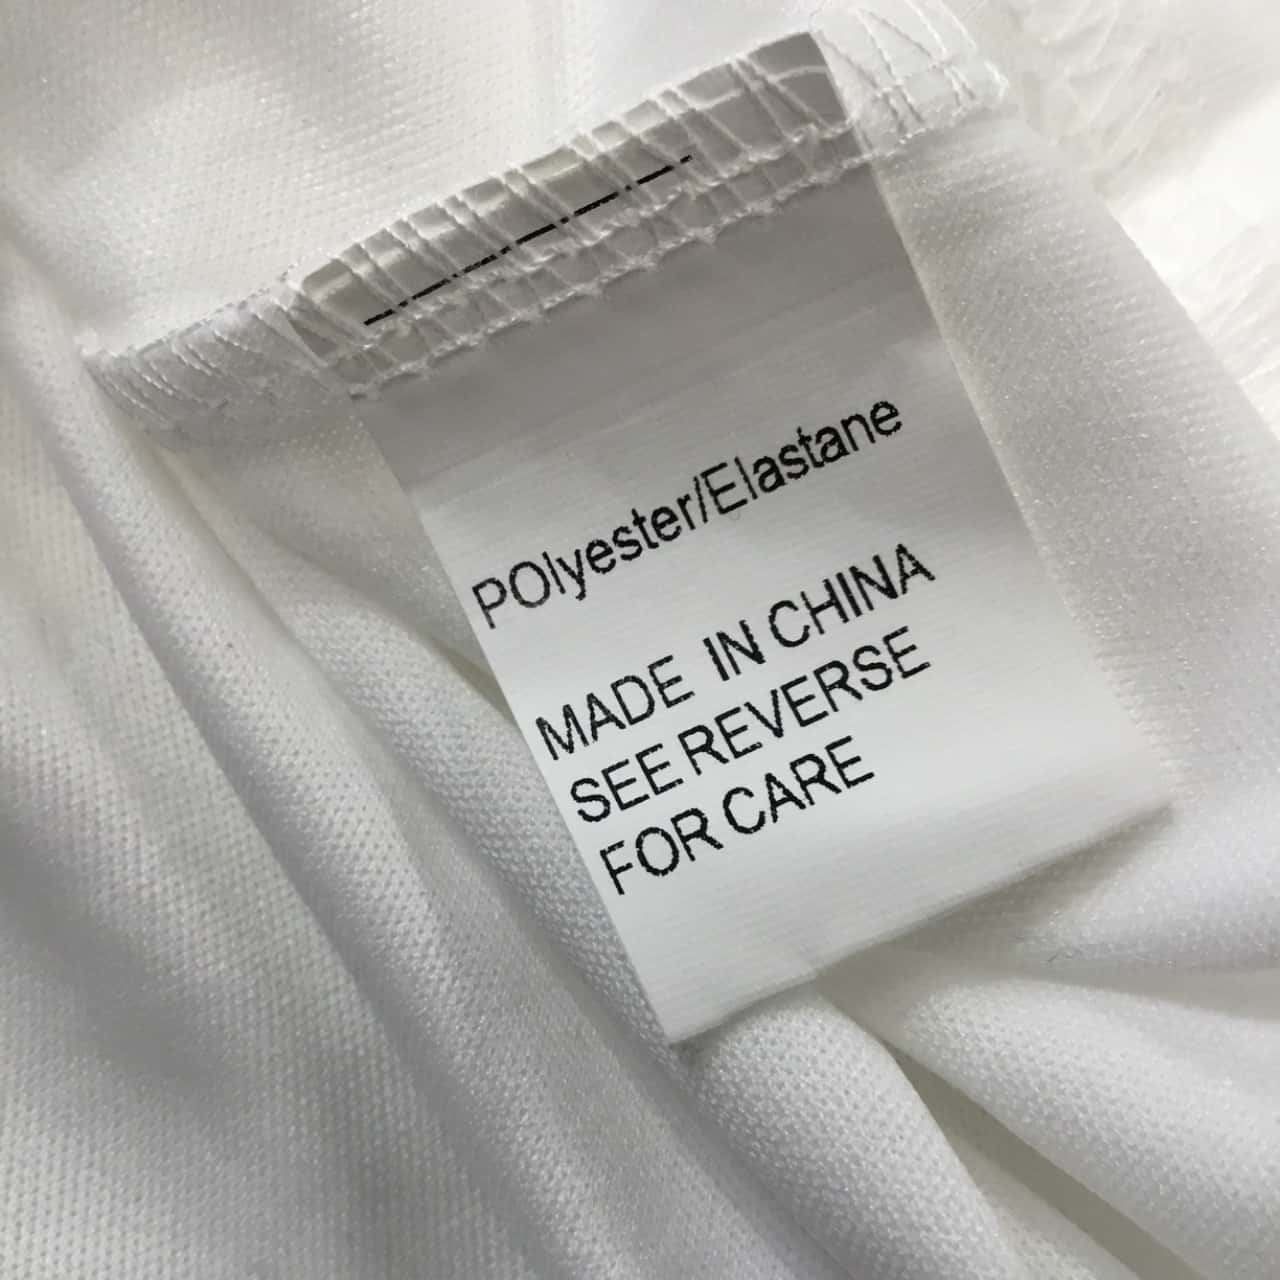 POlyester/Elastane
MADE IN CHINA
SEE REVERSE
FOR CARE